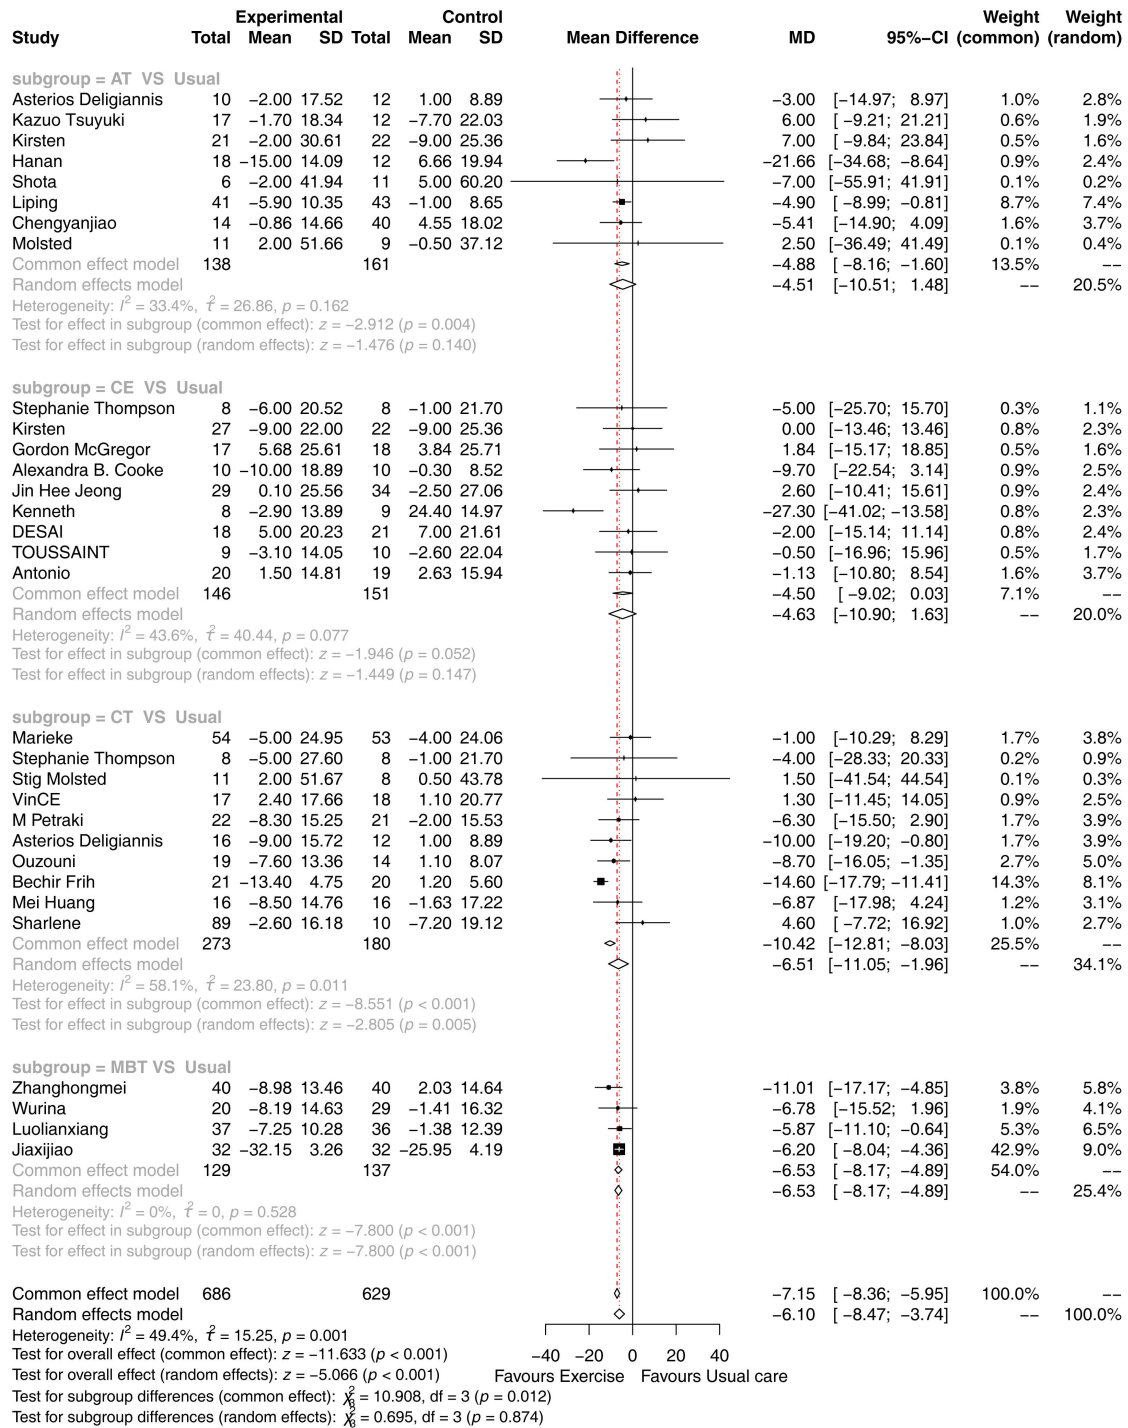 Experimental Control Weight Weight
Study Total Mean SD Total Mean SD Mean Difference MD 95%−CI (common) (random)
subgroup = AT VS Usual
Asterios Deligiannis 10 −2.00 17.52 12 1.00 8.89 −3.00 [−14.97; 8.97] 1.0% 2.8%
Kazuo Tsuyuki 17 −1.70 18.34 12 −7.70 22.03 6.00 [ −9.21; 21.21] 0.6% 1.9%
Kirsten 21 −2.00 30.61 22 −9.00 25.36 7.00 [ −9.84; 23.84] 0.5% 1.6%
Hanan 18 −15.00 14.09 12 6.66 19.94 −21.66 [−34.68; −8.64] 0.9% 2.4%
Shota 6 −2.00 41.94 11 5.00 60.20 −7.00 [−55.91; 41.91] 0.1% 0.2%
Liping 41 −5.90 10.35 43 −1.00 8.65 −4.90 [ −8.99; −0.81] 8.7% 7.4%
Chengyanjiao 14 −0.86 14.66 40 4.55 18.02 −5.41 [−14.90; 4.09] 1.6% 3.7%
Molsted 11 2.00 51.66 9 −0.50 37.12 2.50 [−36.49; 41.49] 0.1% 0.4%
Common effect model 138 161 −4.88 [ −8.16; −1.60] 13.5% −−
Random effects model −4.51 [−10.51; 1.48] −− 20.5%
Heterogeneity: I² = 33.4%, τ² = 26.86, p = 0.162
Test for effect in subgroup (common effect): z = −2.912 (p = 0.004)
Test for effect in subgroup (random effects): z = −1.476 (p = 0.140)
subgroup = CE VS Usual
Stephanie Thompson 8 −6.00 20.52 8 −1.00 21.70 −5.00 [−25.70; 15.70] 0.3% 1.1%
Kirsten 27 −9.00 22.00 22 −9.00 25.36 0.00 [−13.46; 13.46] 0.8% 2.3%
Gordon McGregor 17 5.68 25.61 18 3.84 25.71 1.84 [−15.17; 18.85] 0.5% 1.6%
Alexandra B. Cooke 10 −10.00 18.89 10 −0.30 8.52 −9.70 [−22.54; 3.14] 0.9% 2.5%
Jin Hee Jeong 29 0.10 25.56 34 −2.50 27.06 2.60 [−10.41; 15.61] 0.9% 2.4%
Kenneth 8 −2.90 13.89 9 24.40 14.97 −27.30 [−41.02; −13.58] 0.8% 2.3%
DESAI 18 5.00 20.23 21 7.00 21.61 −2.00 [−15.14; 11.14] 0.8% 2.4%
TOUSSAINT 9 −3.10 14.05 10 −2.60 22.04 −0.50 [−16.96; 15.96] 0.5% 1.7%
Antonio 20 1.50 14.81 19 2.63 15.94 −1.13 [−10.80; 8.54] 1.6% 3.7%
Common effect model 146 151 −4.50 [ −9.02; 0.03] 7.1% −−
Random effects model −4.63 [−10.90; 1.63] −− 20.0%
Heterogeneity: I² = 43.6%, τ² = 40.44, p = 0.077
Test for effect in subgroup (common effect): z = −1.946 (p = 0.052)
Test for effect in subgroup (random effects): z = −1.449 (p = 0.147)
subgroup = CT VS Usual
Marieke 54 −5.00 24.95 53 −4.00 24.06 −1.00 [−10.29; 8.29] 1.7% 3.8%
Stephanie Thompson 8 −5.00 27.60 8 −1.00 21.70 −4.00 [−28.33; 20.33] 0.2% 0.9%
Stig Molsted 11 2.00 51.67 8 0.50 43.78 1.50 [−41.54; 44.54] 0.1% 0.3%
VinCE 17 2.40 17.66 18 1.10 20.77 1.30 [−11.45; 14.05] 0.9% 2.5%
M Petraki 22 −8.30 15.25 21 −2.00 15.53 −6.30 [−15.50; 2.90] 1.7% 3.9%
Asterios Deligiannis 16 −9.00 15.72 12 1.00 8.89 −10.00 [−19.20; −0.80] 1.7% 3.9%
Ouzouni 19 −7.60 13.36 14 1.10 8.07 −8.70 [−16.05; −1.35] 2.7% 5.0%
Bechir Frih 21 −13.40 4.75 20 1.20 5.60 −14.60 [−17.79; −11.41] 14.3% 8.1%
Mei Huang 16 −8.50 14.76 16 −1.63 17.22 −6.87 [−17.98; 4.24] 1.2% 3.1%
Sharlene 89 −2.60 16.18 10 −7.20 19.12 4.60 [ −7.72; 16.92] 1.0% 2.7%
Common effect model 273 180 −10.42 [−12.81; −8.03] 25.5% −−
Random effects model −6.51 [−11.05; −1.96] −− 34.1%
Heterogeneity: I² = 58.1%, τ² = 23.80, p = 0.011
Test for effect in subgroup (common effect): z = −8.551 (p < 0.001)
Test for effect in subgroup (random effects): z = −2.805 (p = 0.005)
subgroup = MBT VS Usual
Zhanghongmei 40 −8.98 13.46 40 2.03 14.64 −11.01 [−17.17; −4.85] 3.8% 5.8%
Wurina 20 −8.19 14.63 29 −1.41 16.32 −6.78 [−15.52; 1.96] 1.9% 4.1%
Luolianxiang 37 −7.25 10.28 36 −1.38 12.39 −5.87 [−11.10; −0.64] 5.3% 6.5%
Jiaxijiao 32 −32.15 3.26 32 −25.95 4.19 −6.20 [ −8.04; −4.36] 42.9% 9.0%
Common effect model 129 137 −6.53 [ −8.17; −4.89] 54.0% −−
Random effects model −6.53 [ −8.17; −4.89] −− 25.4%
Heterogeneity: I² = 0%, τ² = 0, p = 0.528
Test for effect in subgroup (common effect): z = −7.800 (p < 0.001)
Test for effect in subgroup (random effects): z = −7.800 (p < 0.001)
Common effect model 686 629 −7.15 [ −8.36; −5.95] 100.0% −−
Random effects model −6.10 [ −8.47; −3.74] −− 100.0%
Heterogeneity: I² = 49.4%, τ² = 15.25, p = 0.001
Test for overall effect (common effect): z = −11.633 (p < 0.001)
−40 −20 0 20 40
Test for overall effect (random effects): z = −5.066 (p < 0.001)
Favours Exercise Favours Usual care
Test for subgroup differences (common effect): χ²₃ = 10.908, df = 3 (p = 0.012)
Test for subgroup differences (random effects): χ²₃ = 0.695, df = 3 (p = 0.874)